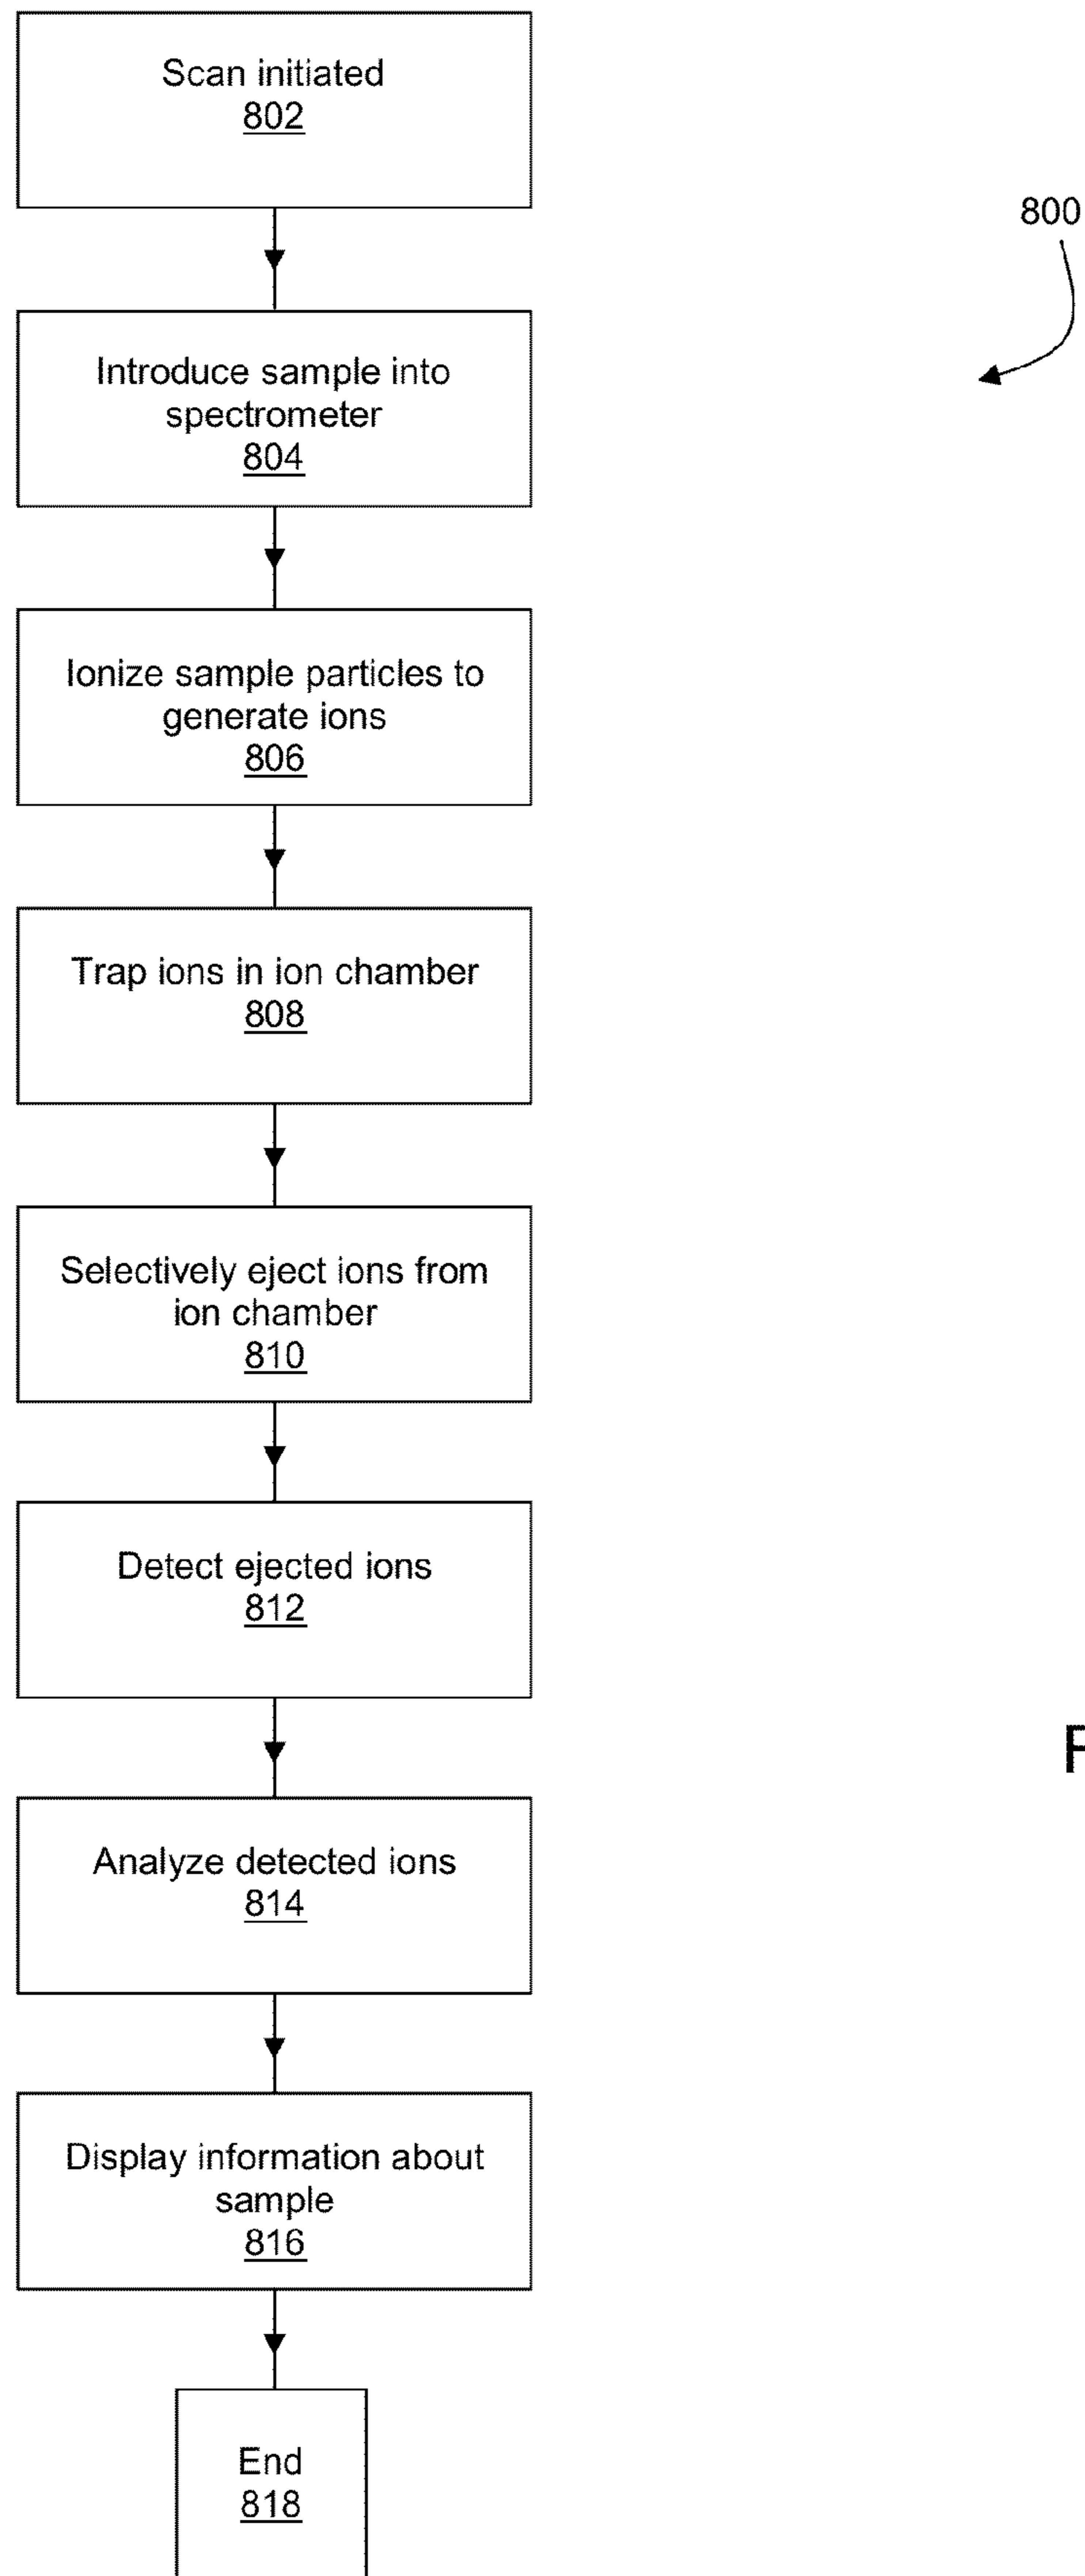 Scan initiated
802
800
Introduce sample into
spectrometer
804
Ionize sample particles to
generate ions
806
Trap ions in ion chamber
808
Selectively eject ions from
ion chamber
810
Detect ejected ions
812
Analyze detected ions
814
Display information about
sample
816
End
818